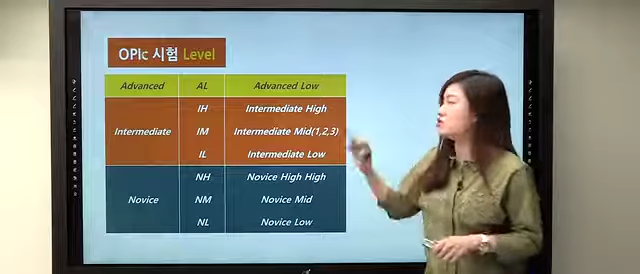 OPIc 시험 Level
Advanced AL Advanced Low
IH Intermediate High
Intermediate IM Intermediate Mid(1,2,3)
IL Intermediate Low
NH Novice High High
Novice NM Novice Mid
NL Novice Low